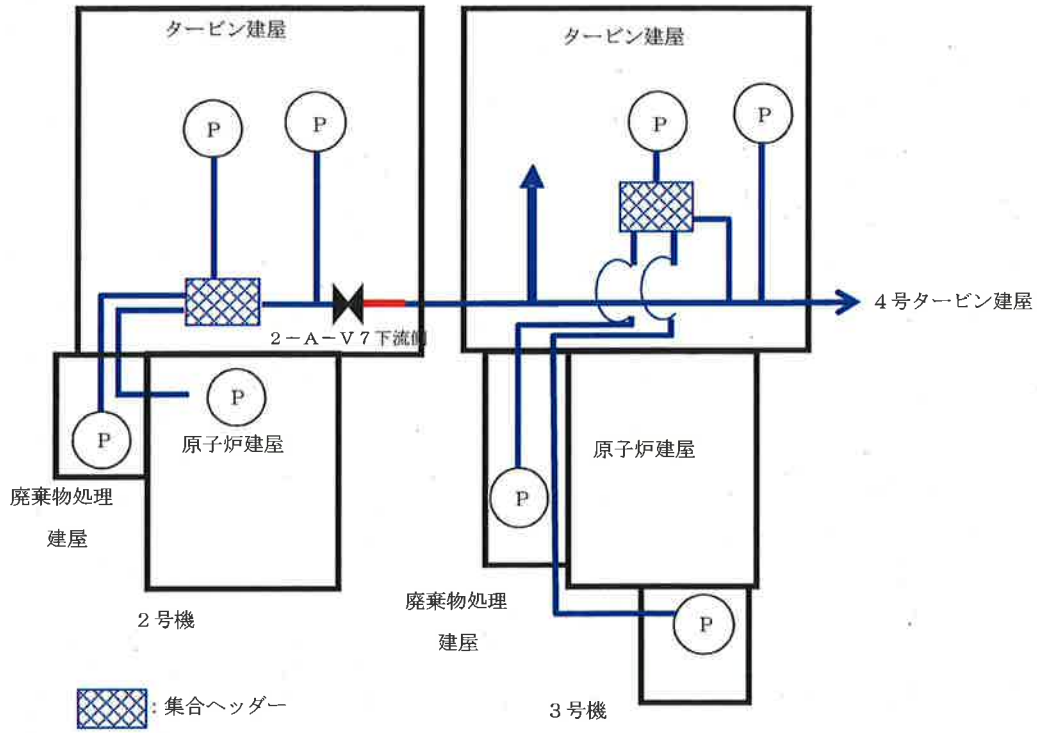 タービン建屋
タービン建屋
P
P
P
P
4号タービン建屋
2－A－V7下流側
P
原子炉建屋
P
廃棄物処理
建屋
原子炉建屋
P
2号機
廃棄物処理
建屋
P
：集合ヘッダー
3号機